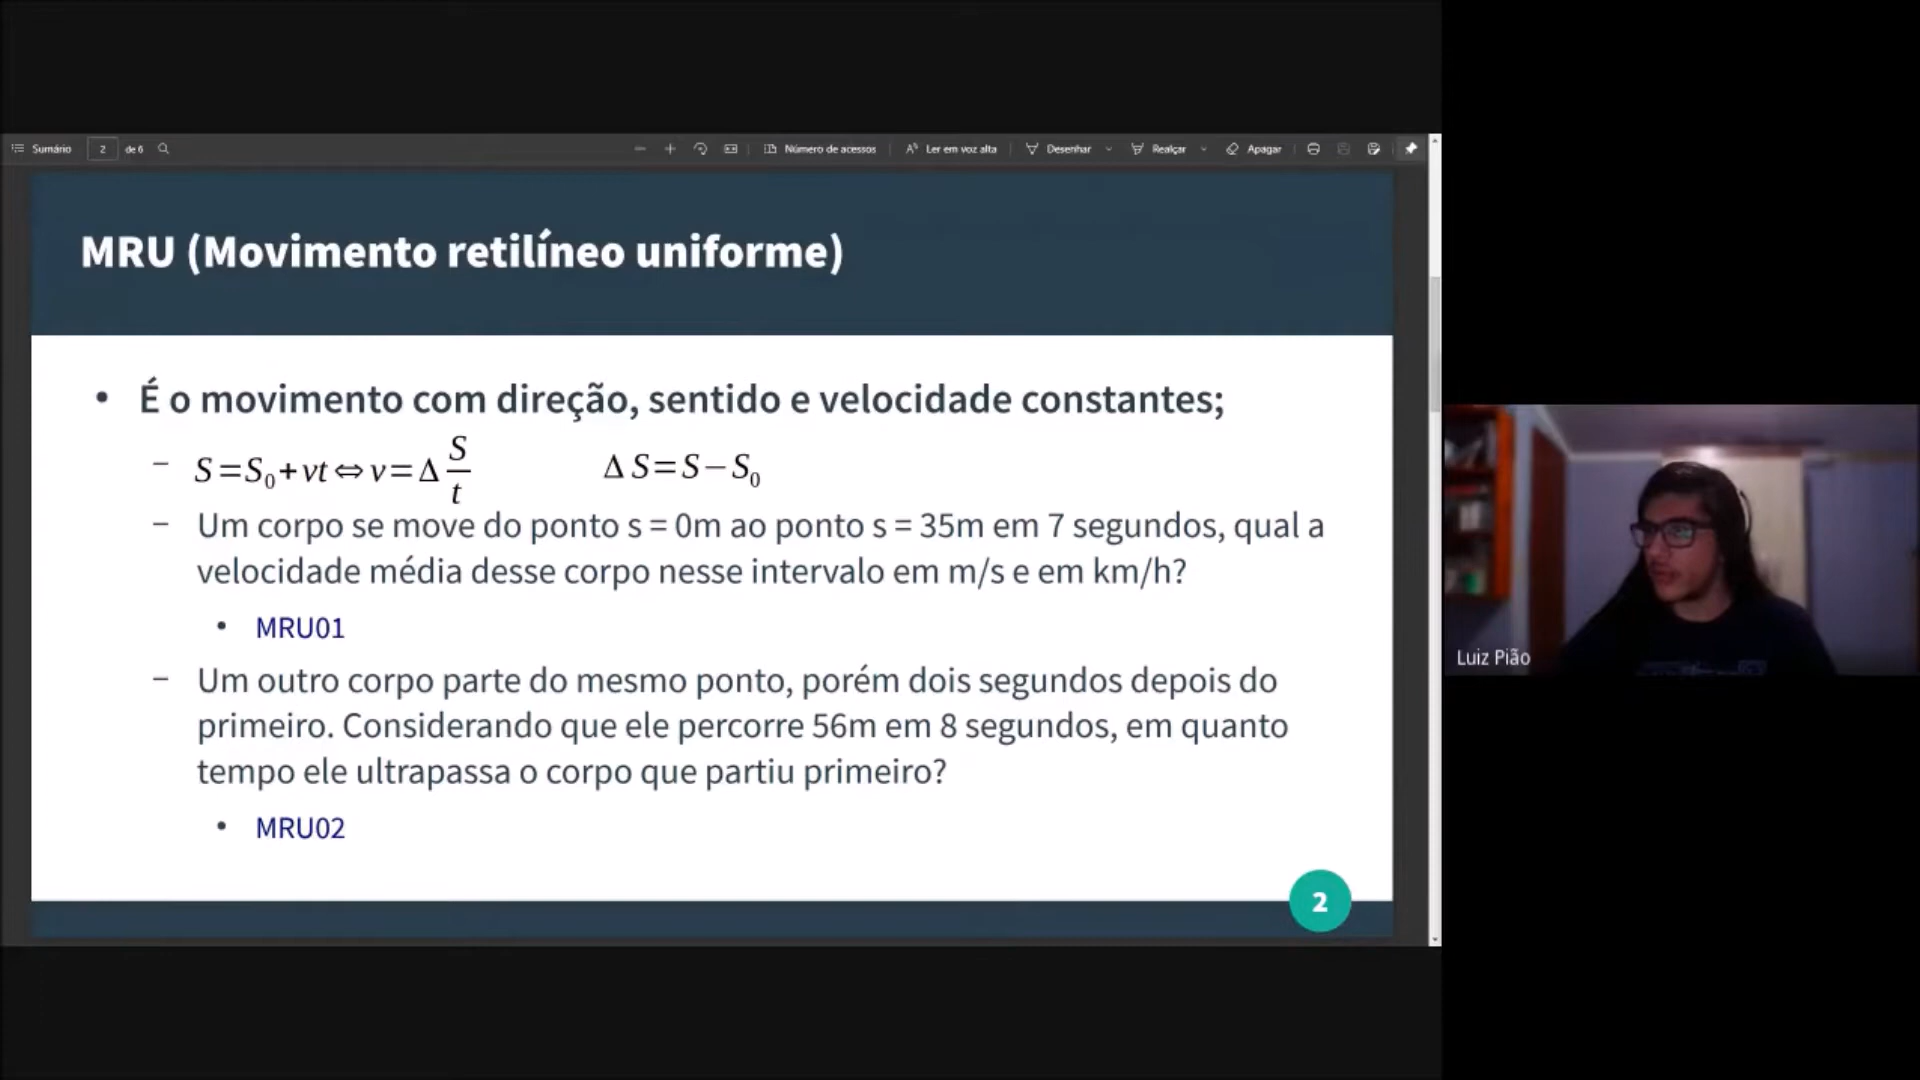 Sumário 2 de 6 Número de acessos Ler em voz alta Desenhar Realçar Apagar
MRU (Movimento retilíneo uniforme)
• É o movimento com direção, sentido e velocidade constantes;
– S=S₀+vt⇔v=Δ S/t ΔS=S−S₀
– Um corpo se move do ponto s = 0m ao ponto s = 35m em 7 segundos, qual a
velocidade média desse corpo nesse intervalo em m/s e em km/h?
• MRU01
– Um outro corpo parte do mesmo ponto, porém dois segundos depois do
primeiro. Considerando que ele percorre 56m em 8 segundos, em quanto
tempo ele ultrapassa o corpo que partiu primeiro?
• MRU02
2
Luiz Pião